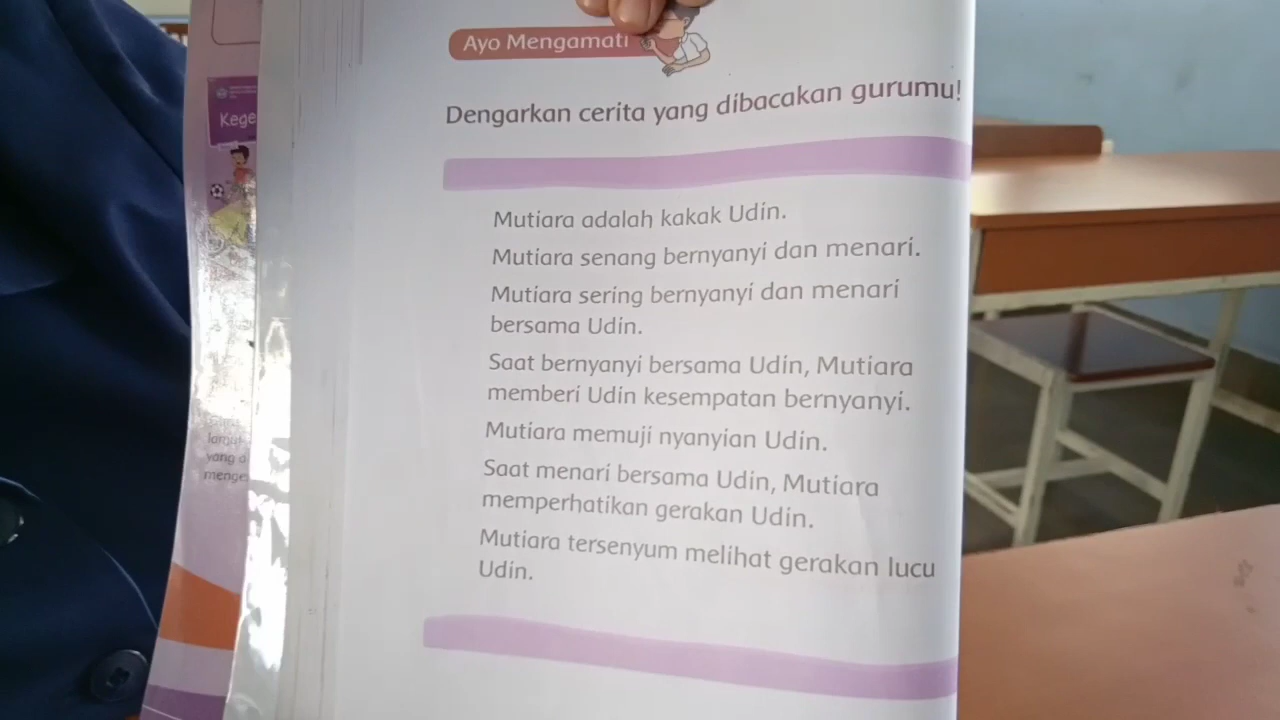 Ayo Mengamati
Dengarkan cerita yang dibacakan gurumu!
Mutiara adalah kakak Udin.
Mutiara senang bernyanyi dan menari.
Mutiara sering bernyanyi dan menari
bersama Udin.
Saat bernyanyi bersama Udin, Mutiara
memberi Udin kesempatan bernyanyi.
Mutiara memuji nyanyian Udin.
Saat menari bersama Udin, Mutiara
memperhatikan gerakan Udin.
Mutiara tersenyum melihat gerakan lucu
Udin.
Kege
yang
menge